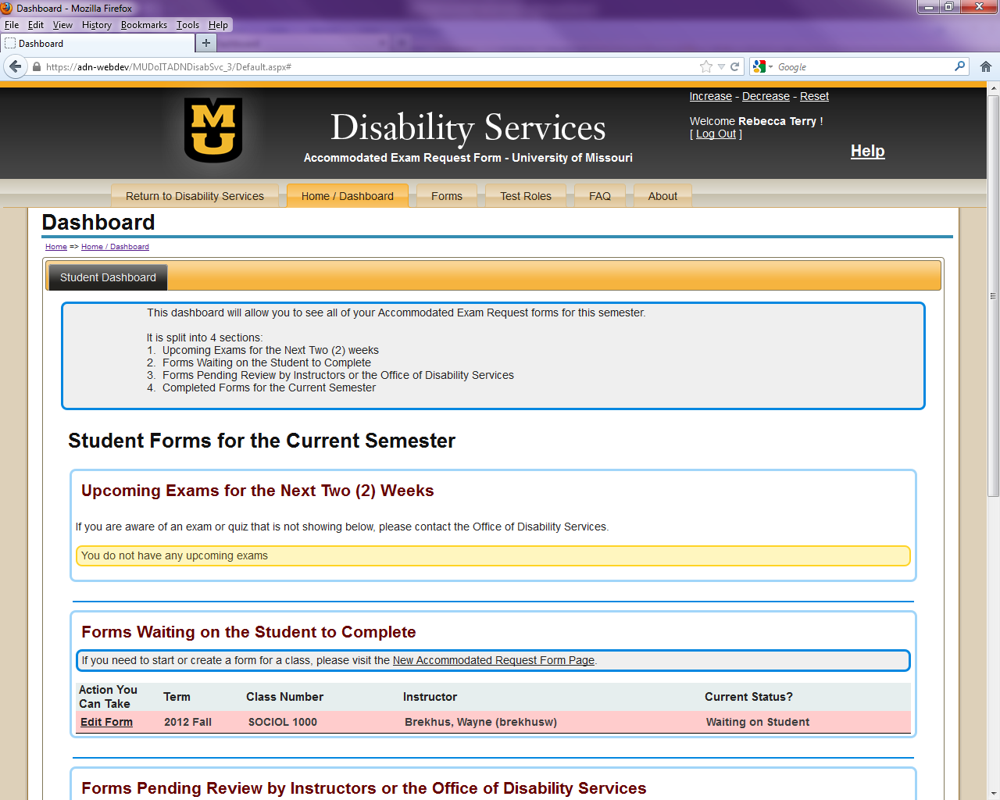 Dashboard - Mozilla Firefox
File Edit View History Bookmarks Tools Help
Dashboard
https://adn-webdev/MUDoITADNDisabSvc_3/Default.aspx#
Google
MU
Disability Services
Accommodated Exam Request Form - University of Missouri
Increase - Decrease - Reset
Welcome Rebecca Terry !
[ Log Out ]
Help
Return to Disability Services Home / Dashboard Forms Test Roles FAQ About
Dashboard
Home => Home / Dashboard
Student Dashboard
This dashboard will allow you to see all of your Accommodated Exam Request forms for this semester.
It is split into 4 sections:
1. Upcoming Exams for the Next Two (2) weeks
2. Forms Waiting on the Student to Complete
3. Forms Pending Review by Instructors or the Office of Disability Services
4. Completed Forms for the Current Semester
Student Forms for the Current Semester
Upcoming Exams for the Next Two (2) Weeks
If you are aware of an exam or quiz that is not showing below, please contact the Office of Disability Services.
You do not have any upcoming exams
Forms Waiting on the Student to Complete
If you need to start or create a form for a class, please visit the New Accommodated Request Form Page.
Action You Can Take Term Class Number Instructor Current Status?
Edit Form 2012 Fall SOCIOL 1000 Brekhus, Wayne (brekhusw) Waiting on Student
Forms Pending Review by Instructors or the Office of Disability Services